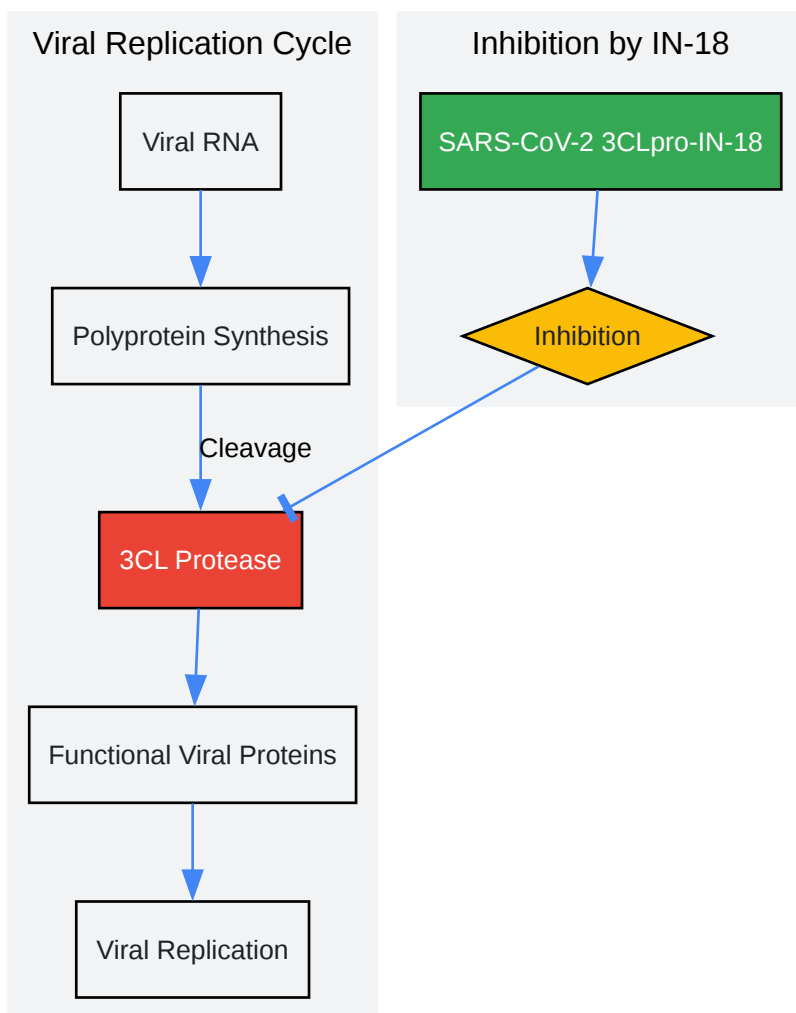 Viral Replication Cycle
Viral RNA
Polyprotein Synthesis
Cleavage
3CL Protease
Functional Viral Proteins
Viral Replication
Inhibition by IN-18
SARS-CoV-2 3CLpro-IN-18
Inhibition